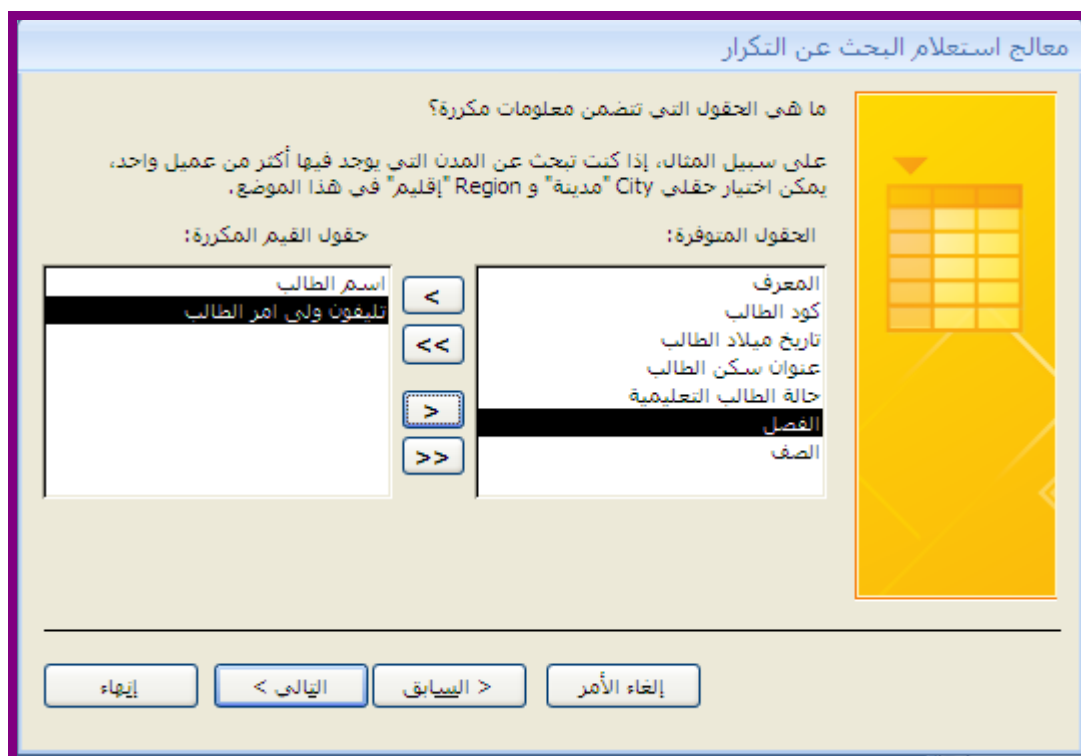 معالج استعلام البحث عن التكرار
ما هي الحقول التي تتضمن معلومات مكررة؟
على سبيل المثال، إذا كنت تبحث عن المدن التي يوجد فيها أكثر من عميل واحد،
يمكن اختيار حقلي City "مدينة" و Region "إقليم" في هذا الموضع.
الحقول المتوفرة:
المعرف
كود الطالب
تاريخ ميلاد الطالب
عنوان سكن الطالب
حالة الطالب التعليمية
الفصل
الصف
>
>>
<
<<
حقول القيم المكررة:
اسم الطالب
تليفون ولى امر الطالب
إلغاء الأمر
< السابق
التالي >
إنهاء